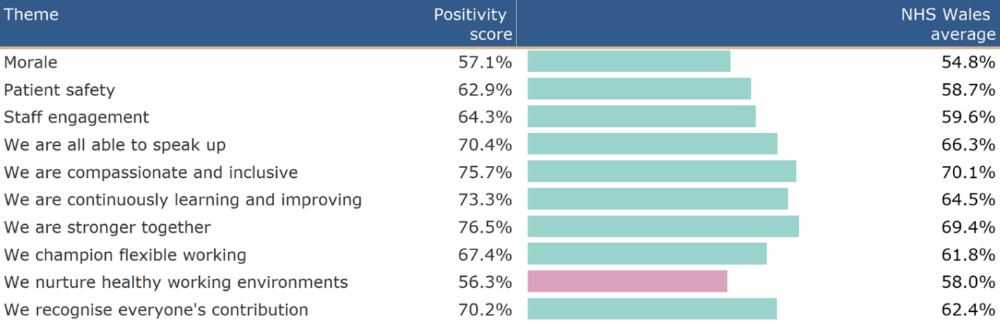 Theme Positivity score NHS Wales average
Morale 57.1% 54.8%
Patient safety 62.9% 58.7%
Staff engagement 64.3% 59.6%
We are all able to speak up 70.4% 66.3%
We are compassionate and inclusive 75.7% 70.1%
We are continuously learning and improving 73.3% 64.5%
We are stronger together 76.5% 69.4%
We champion flexible working 67.4% 61.8%
We nurture healthy working environments 56.3% 58.0%
We recognise everyone's contribution 70.2% 62.4%